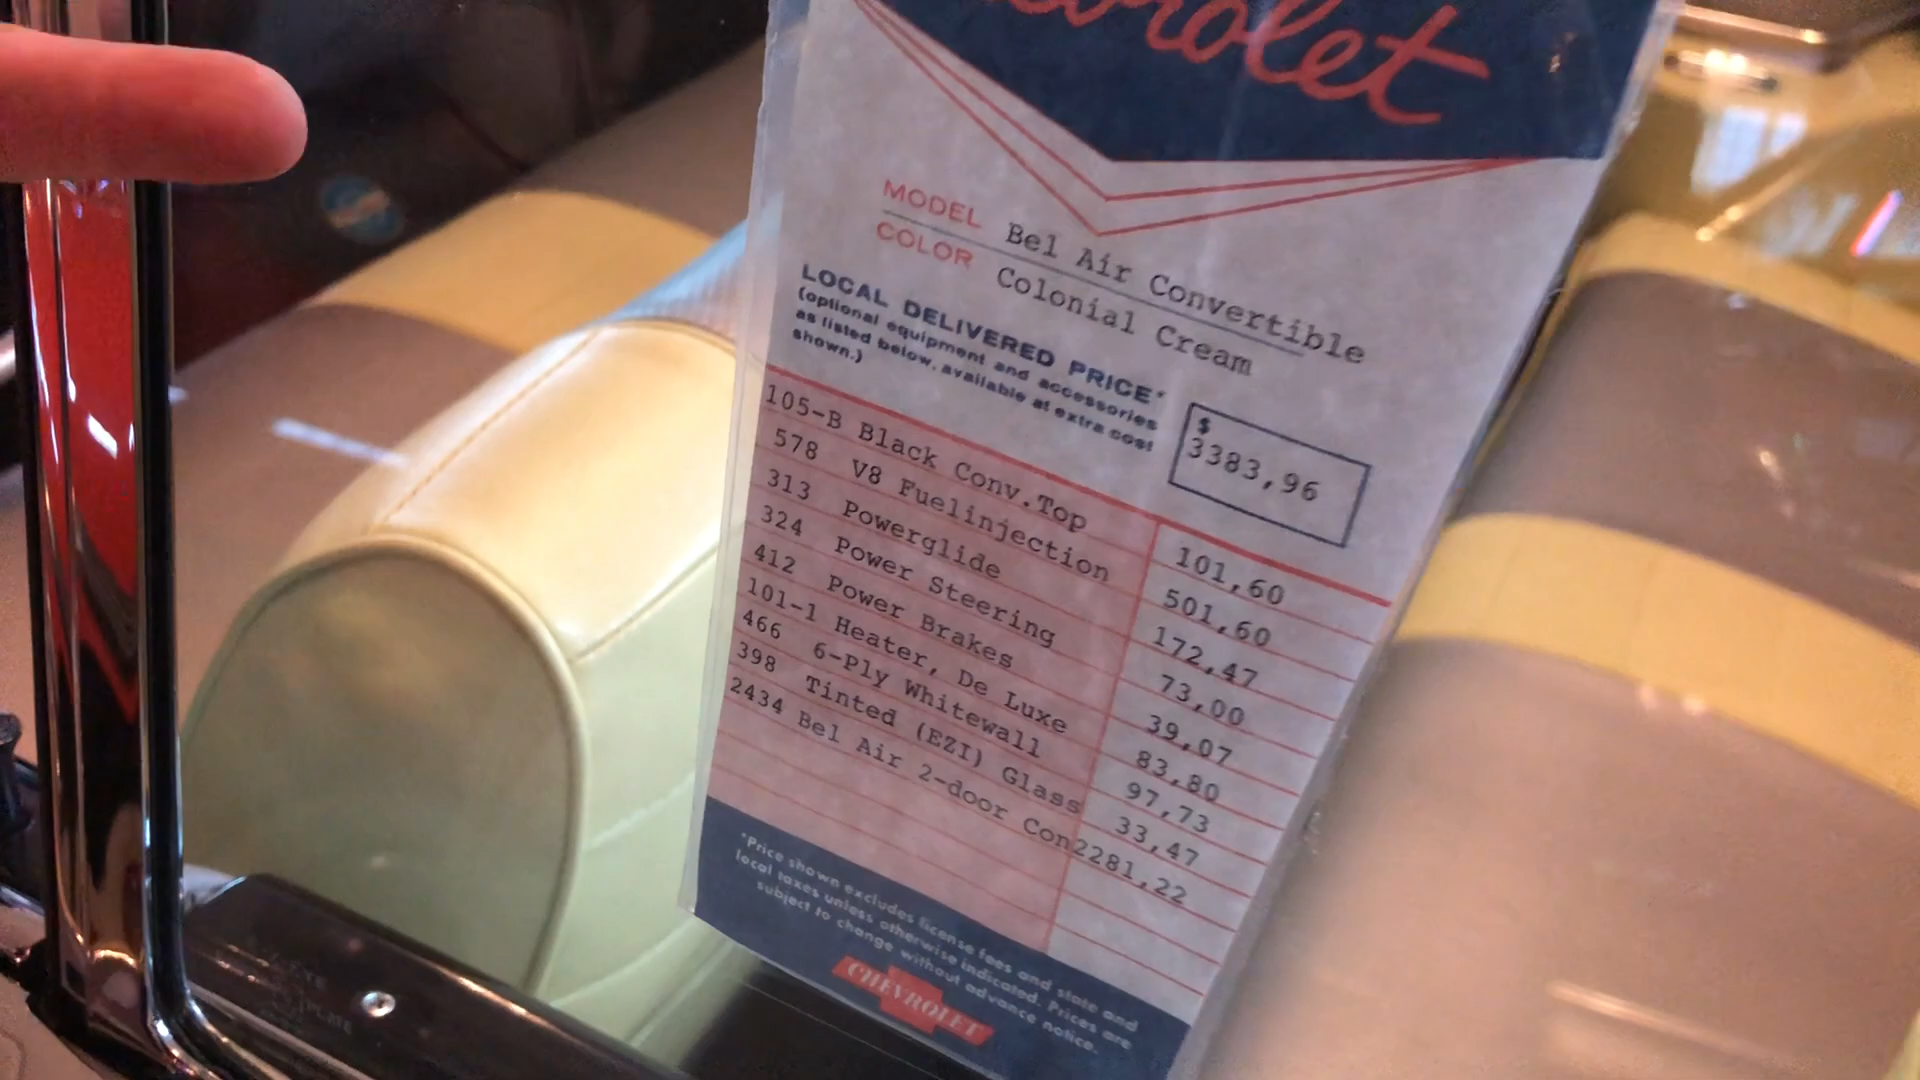 Chevrolet
MODEL Bel Air Convertible
COLOR Colonial Cream
LOCAL DELIVERED PRICE*
(optional equipment and accessories
as listed below, available at extra cost
shown.)
$
3383,96
105-B Black Conv.Top 101,60
578 V8 Fuelinjection 501,60
313 Powerglide 172,47
324 Power Steering 73,00
412 Power Brakes 39,07
101-1 Heater, De Luxe 83,80
466 6-Ply Whitewall 97,73
398 Tinted (EZI) Glass 33,47
2434 Bel Air 2-door Con 2281,22
*Price shown excludes license fees and state and
local taxes unless otherwise indicated. Prices are
subject to change without advance notice.
CHEVROLET